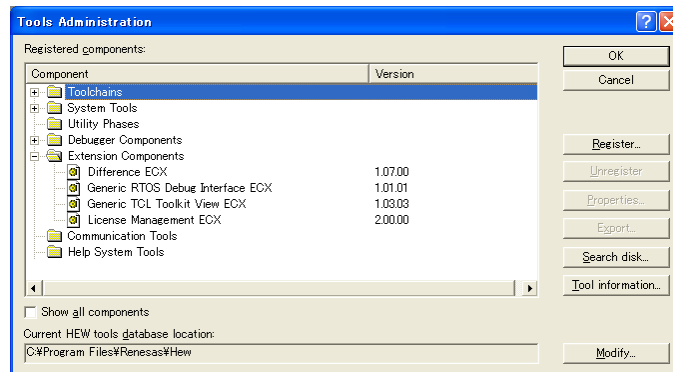 Tools Administration
Registered components:
Component Version
Toolchains
System Tools
Utility Phases
Debugger Components
Extension Components
Difference ECX 1.07.00
Generic RTOS Debug Interface ECX 1.01.01
Generic TCL Toolkit View ECX 1.03.03
License Management ECX 2.00.00
Communication Tools
Help System Tools
Show all components
Current HEW tools database location:
C:¥Program Files¥Renesas¥Hew
OK
Cancel
Register...
Unregister
Properties...
Export...
Search disk...
Tool information...
Modify...